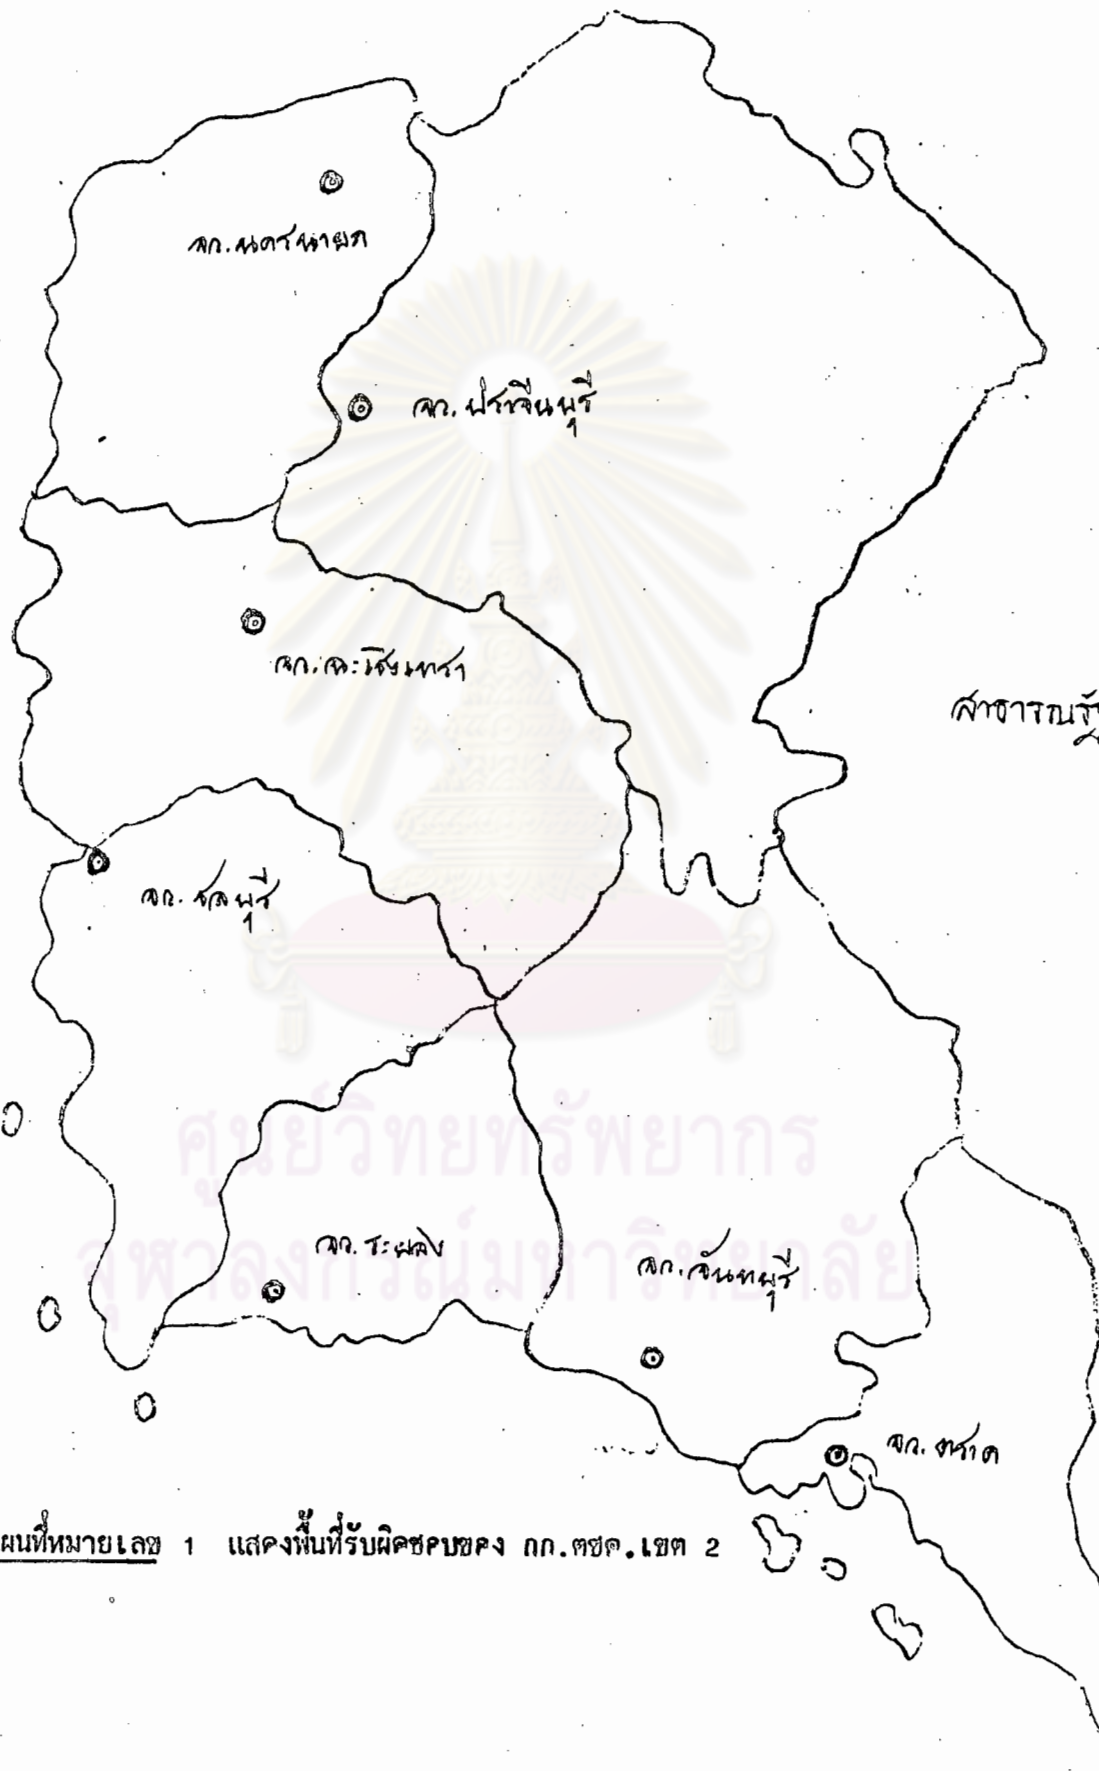 จว.นครนายก
จว.ปราจีนบุรี
จว.ฉะเชิงเทรา
สาธารณรัฐ
จว.ชลบุรี
ศูนย์วิทยทรัพยากร
จุฬาลงกรณ์มหาวิทยาลัย
จว.ระยอง
จว.จันทบุรี
จว.ตราด
ผนที่หมายเลข 1 แสดงพื้นที่รับผิดชอบของ กก.ตชด.เขต 2